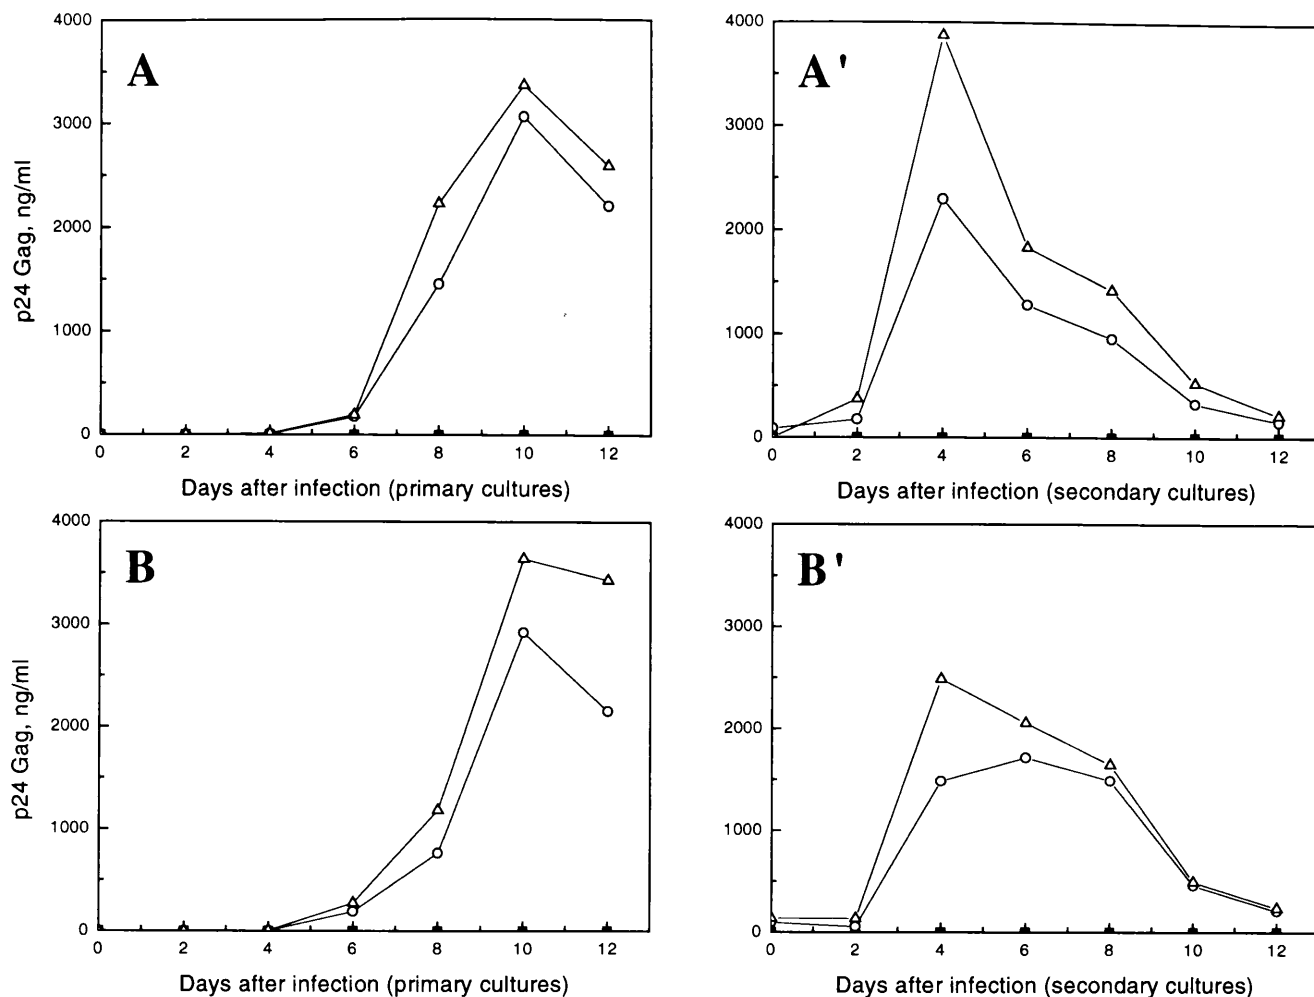 A
p24 Gag, ng/ml
4000
3000
2000
1000
0
0 2 4 6 8 10 12
Days after infection (primary cultures)
A'
4000
3000
2000
1000
0
2 4 6 8 10 12
Days after infection (secondary cultures)
B
p24 Gag, ng/ml
4000
3000
2000
1000
0
0 2 4 6 8 10 12
Days after infection (primary cultures)
B'
4000
3000
2000
1000
0
0 2 4 6 8 10 12
Days after infection (secondary cultures)